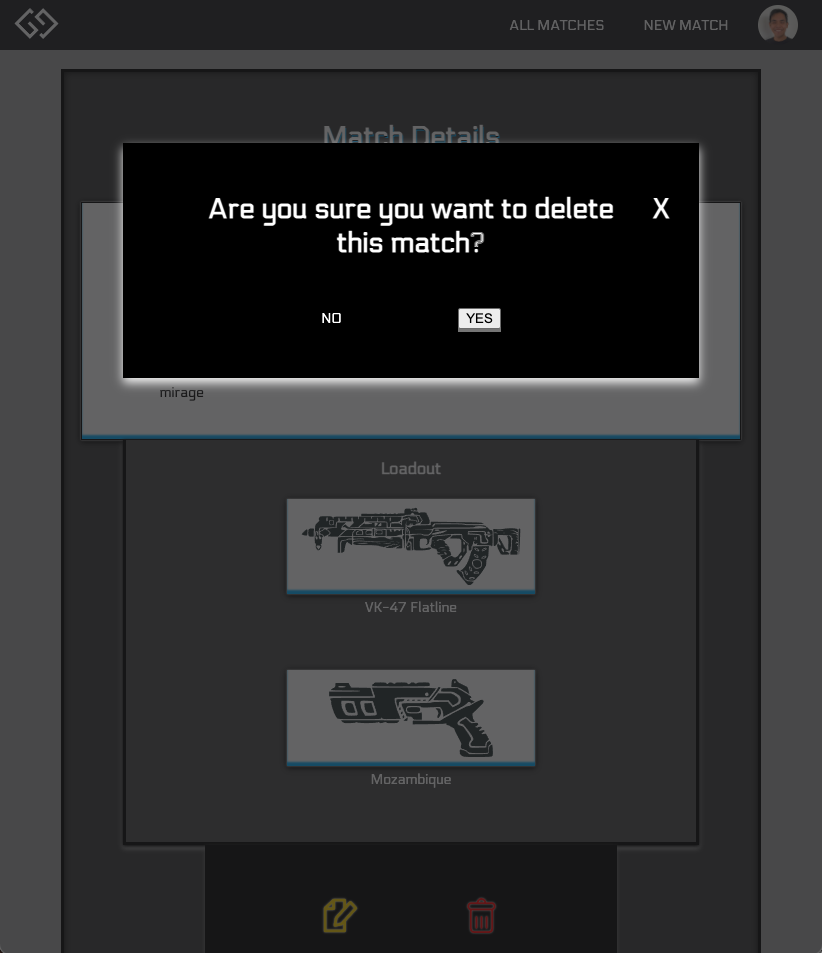 ALL MATCHES NEW MATCH
Match Details
Are you sure you want to delete
this match?
X
NO YES
mirage
Loadout
VK-47 Flatline
Mozambique